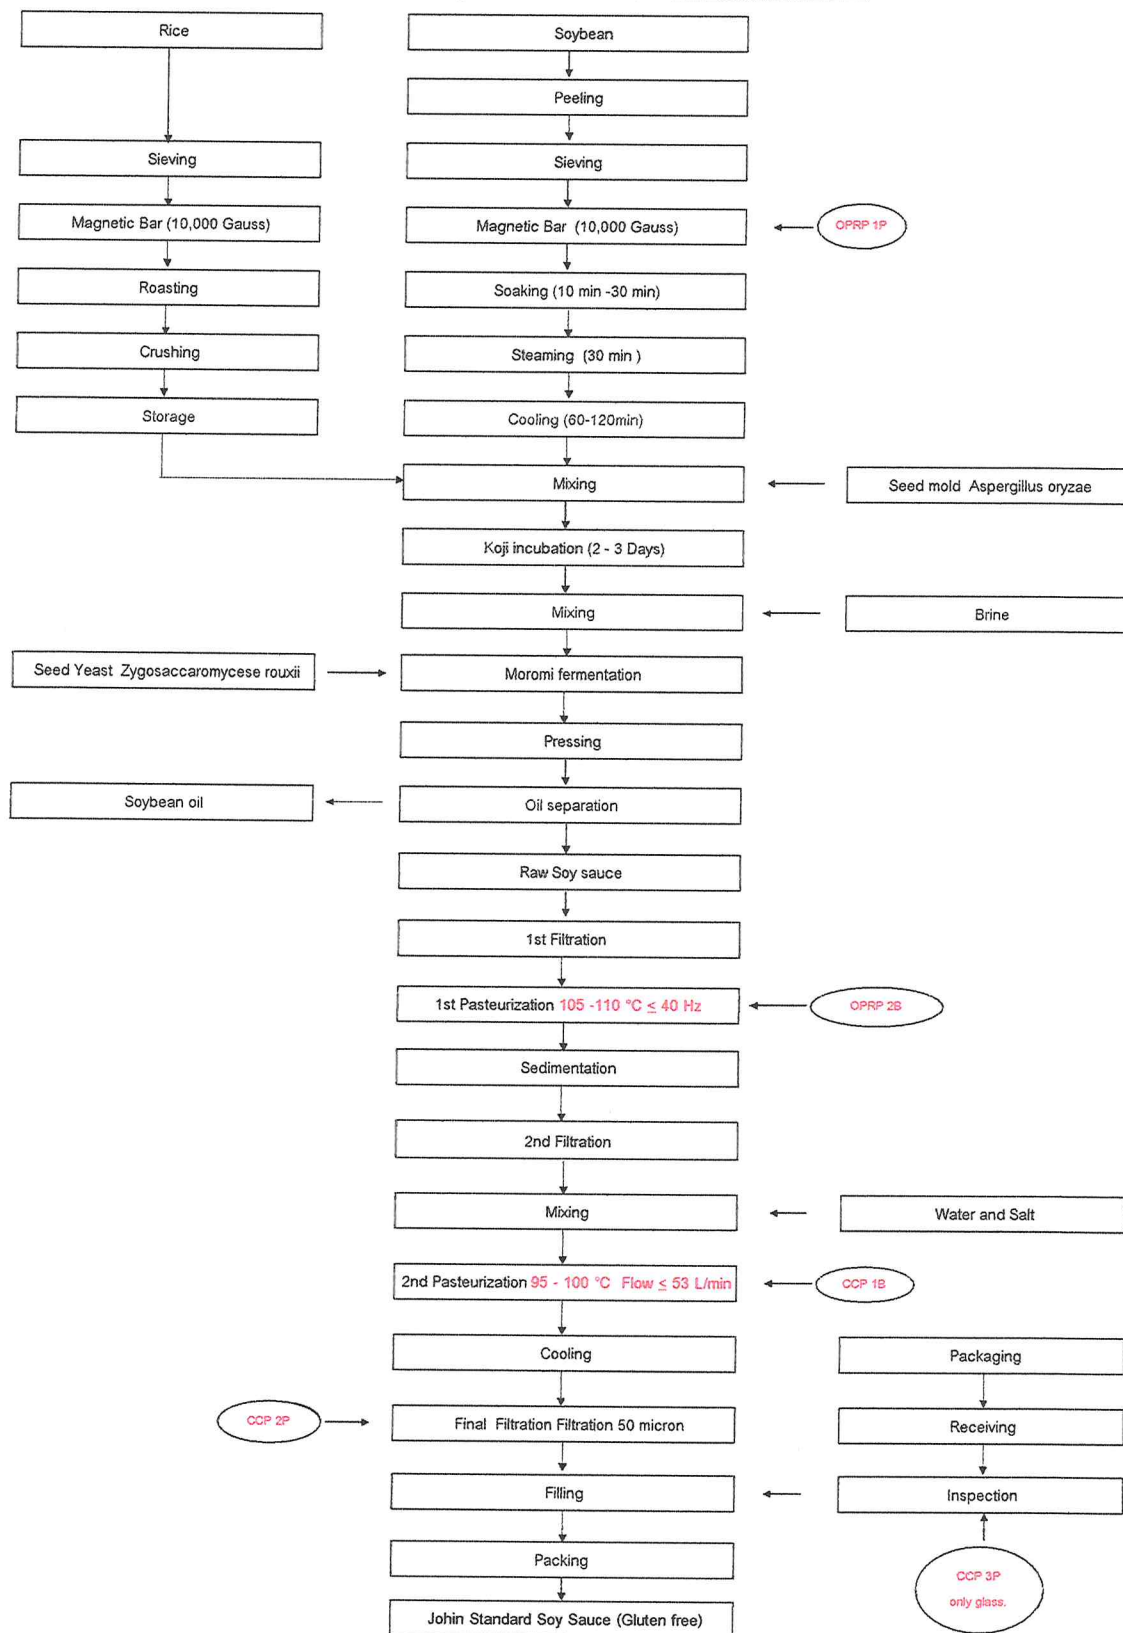 Rice
Soybean
Peeling
Sieving
Sieving
Magnetic Bar (10,000 Gauss)
Magnetic Bar (10,000 Gauss)
OPRP 1P
Roasting
Soaking (10 min -30 min)
Crushing
Steaming (30 min )
Storage
Cooling (60-120min)
Mixing
Seed mold Aspergillus oryzae
Koji incubation (2 - 3 Days)
Mixing
Brine
Seed Yeast Zygosaccaromycese rouxii
Moromi fermentation
Pressing
Soybean oil
Oil separation
Raw Soy sauce
1st Filtration
1st Pasteurization 105 -110 °C ≤ 40 Hz
OPRP 2B
Sedimentation
2nd Filtration
Mixing
Water and Salt
2nd Pasteurization 95 - 100 °C Flow ≤ 53 L/min
CCP 1B
Cooling
Packaging
CCP 2P
Final Filtration Filtration 50 micron
Receiving
Filling
Inspection
Packing
CCP 3P
only glass.
Johin Standard Soy Sauce (Gluten free)